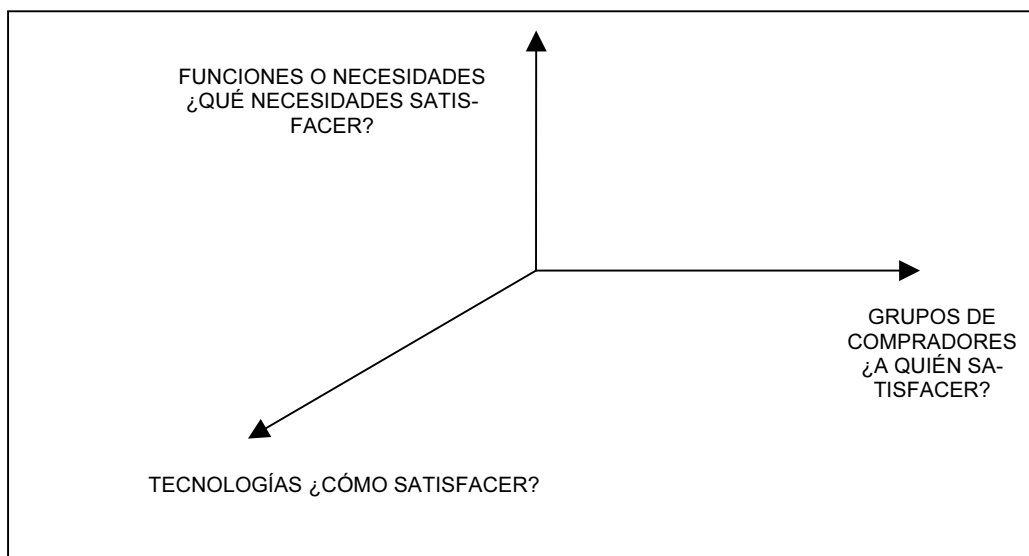 FUNCIONES O NECESIDADES
¿QUÉ NECESIDADES SATIS-
FACER?
GRUPOS DE
COMPRADORES
¿A QUIÉN SA-
TISFACER?
TECNOLOGÍAS ¿CÓMO SATISFACER?